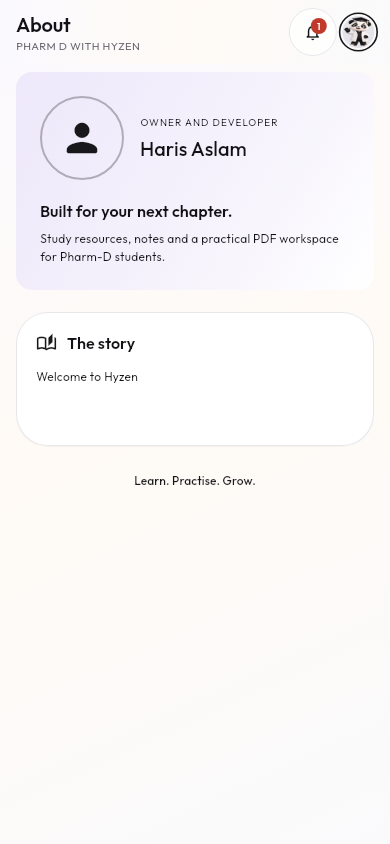 About
PHARM D WITH HYZEN
1
OWNER AND DEVELOPER
Haris Aslam
Built for your next chapter.
Study resources, notes and a practical PDF workspace
for Pharm-D students.
The story
Welcome to Hyzen
Learn. Practise. Grow.